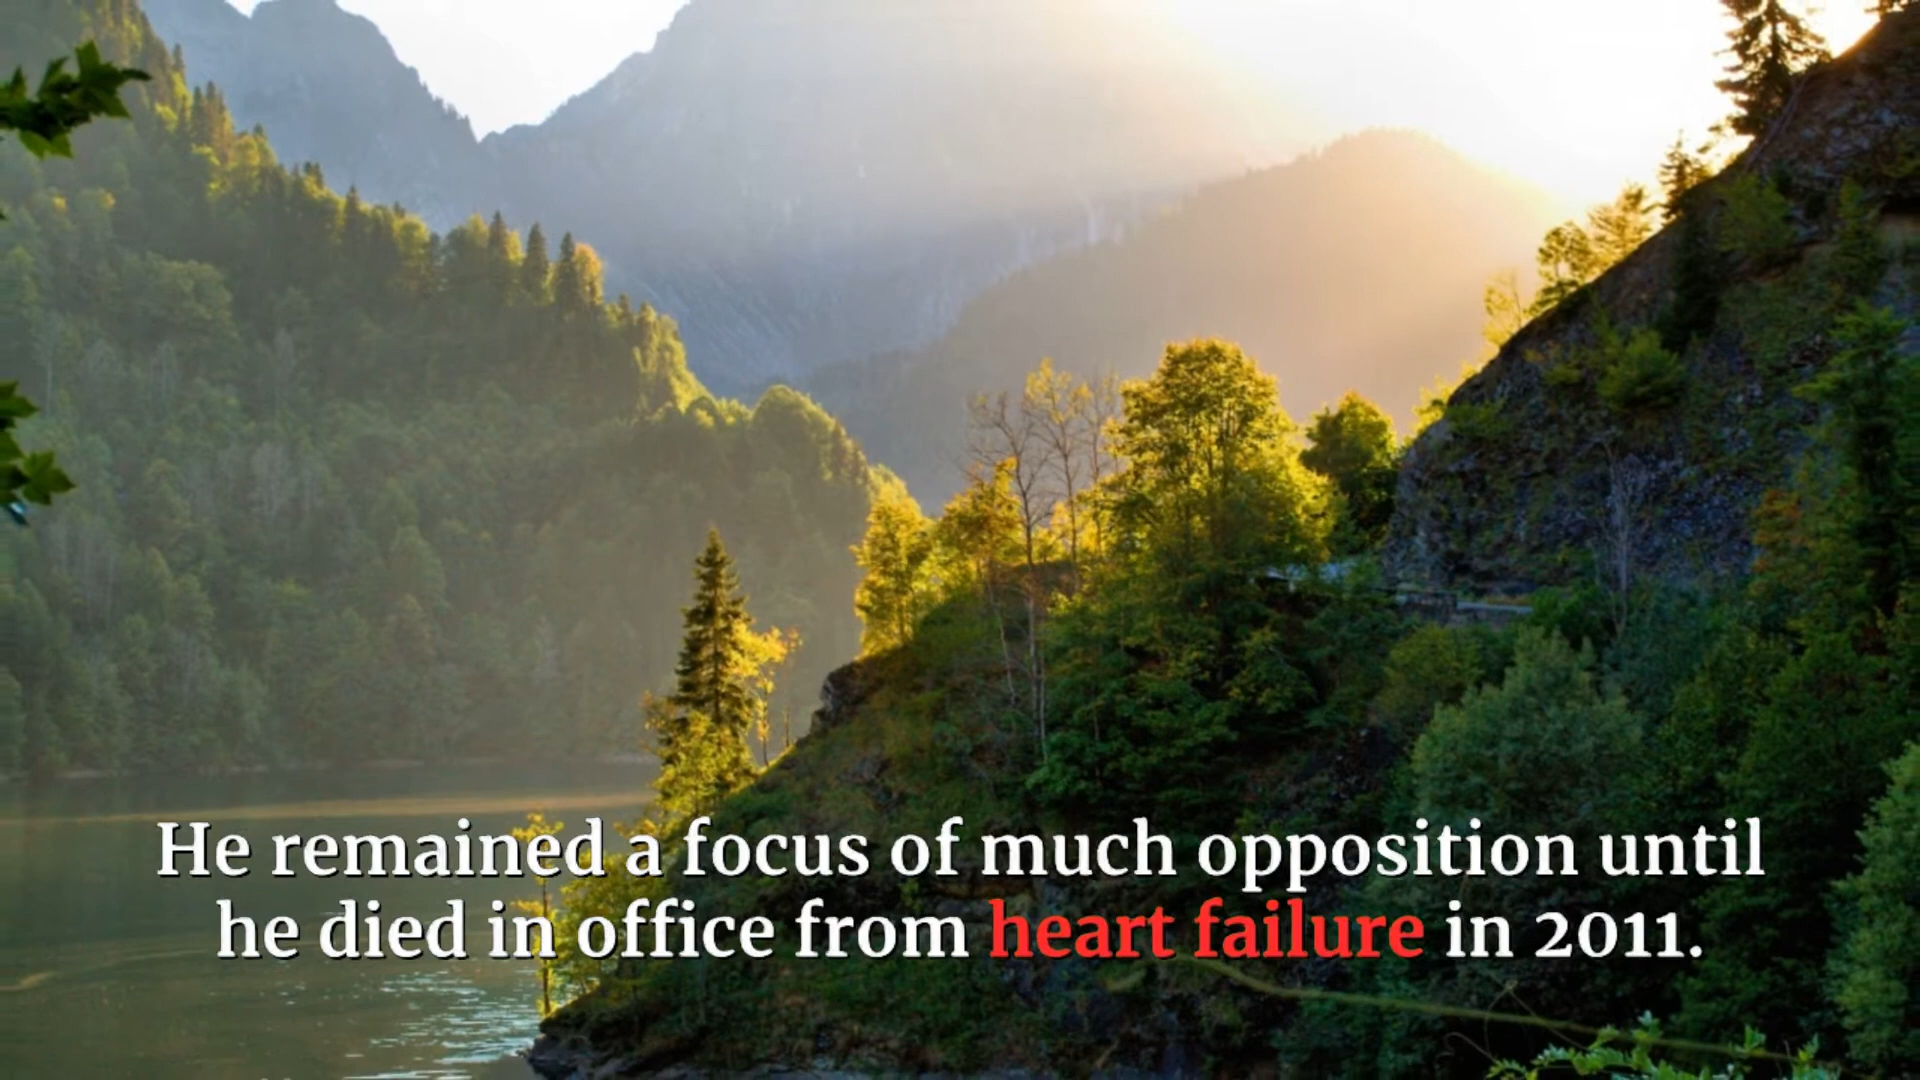 He remained a focus of much opposition until
he died in office from heart failure in 2011.